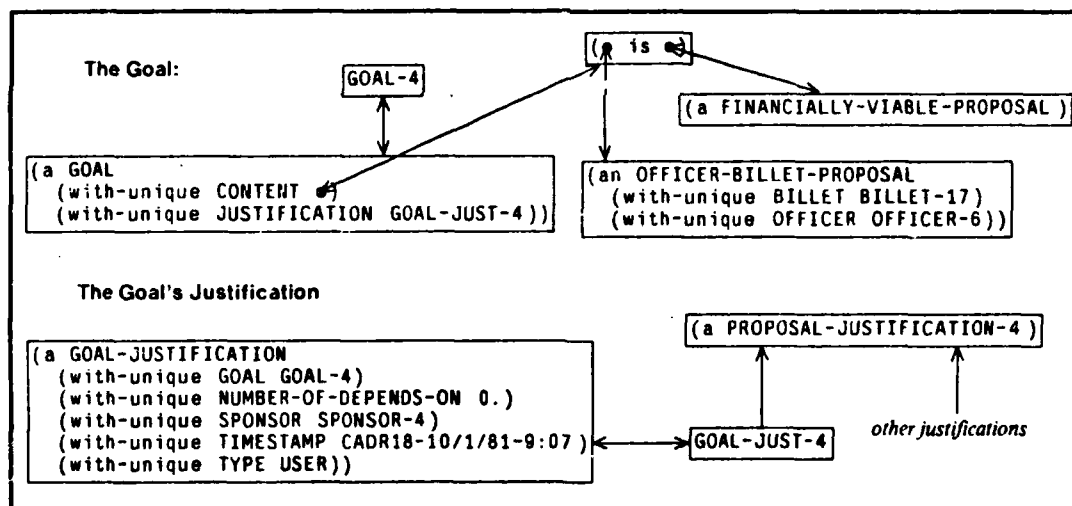 The Goal:
(● is ●)
GOAL-4
(a FINANCIALLY-VIABLE-PROPOSAL )
(a GOAL
(with-unique CONTENT ●)
(with-unique JUSTIFICATION GOAL-JUST-4))
(an OFFICER-BILLET-PROPOSAL
(with-unique BILLET BILLET-17)
(with-unique OFFICER OFFICER-6))
The Goal's Justification
(a PROPOSAL-JUSTIFICATION-4 )
(a GOAL-JUSTIFICATION
(with-unique GOAL GOAL-4)
(with-unique NUMBER-OF-DEPENDS-ON 0.)
(with-unique SPONSOR SPONSOR-4)
(with-unique TIMESTAMP CADR18-10/1/81-9:07)
(with-unique TYPE USER))
GOAL-JUST-4
other justifications